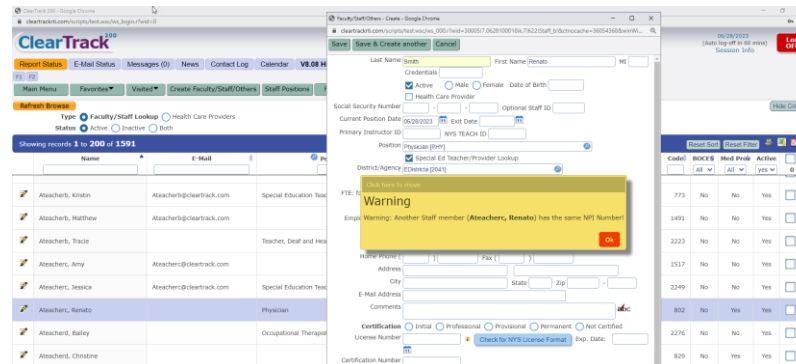 ClearTrack 200 - Google Chrome
cleartrackrti.com/scripts/test.wsc/ws_login.r?wid=0
ClearTrack200
06/28/2023
(Auto log-off in 60 mine)
Session Info
Report Status E-Mail Status Messages (0) News Contact Log Calendar V8.08 H
F1 F2
Main Menu Favorites Visited Create Faculty/Staff/Others Staff Positions
Refresh Browse
Hide Col
Type Faculty/Staff Lookup Health Care Providers
Status Active Inactive Both
Showing records 1 to 200 of 1591
Reset Sort Reset Filter
Name E-Mail Po Code) BOCES Med Prov Active
All All yes 0
Ateacherb, Kristin Ateacherb@cleartrack.com Special Education Teac 773 No No Yes
Ateacherb, Matthew Ateacherb@cleartrack.com 1491 No No Yes
Ateacherb, Tracie Teacher, Deaf and Hea 2223 No No Yes
Ateacherc, Amy Ateacherc@cleartrack.com 1517 No No Yes
Ateacherc, Jessica Ateacherc@cleartrack.com Special Education Teac 2249 No No Yes
Ateacherc, Renato Physician 802 No Yes Yes
Ateacherd, Bailey Occupational Therapist 2276 No No Yes
Ateacherd, Christine 829 No Yes Yes
Faculty/Staff/Others - Create - Google Chrome
Save Save & Create another Cancel
Last Name Smith First Name Renato MI
Credentials
Active Male Female Date of Birth
Health Care Provider
Social Security Number - - Optional Staff ID
Current Position Date 06/28/2023 Exit Date
Primary Instructor ID NYS TEACH ID
Position Physician [PHY]
Special Ed Teacher/Provider Lookup
District/Agency EDistricta [2041]
Click here to move
FTE: f
Warning
Warning: Another Staff member (Ateacherc, Renato) has the same NPI Number!
Empl
Ok
Home Phone ( ) Fax ( )
Address
City State Zip -
E-Mail Address
Comments abc
Certification Initial Professional Provisional Permanent Not Certified
License Number Check for NYS License Format Exp. Date:
Certification Number